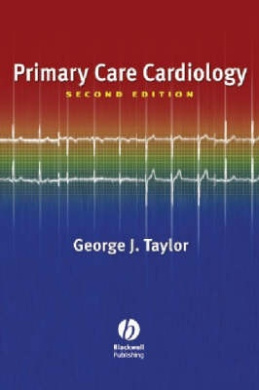 Primary Care Cardiology
SECOND EDITION
George J. Taylor
Blackwell
Publishing